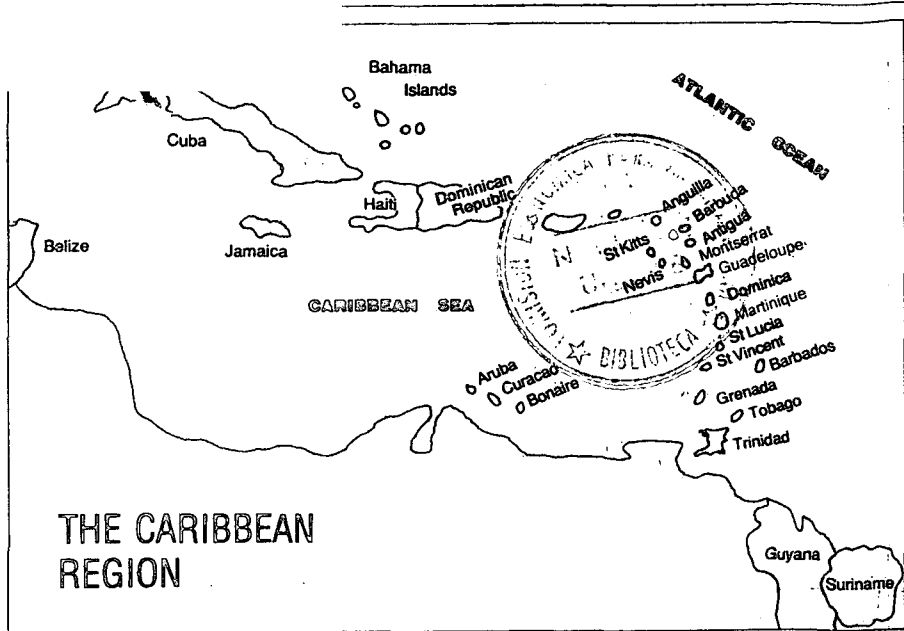 Bahama
Islands
ATLANTIC OCEAN
Cuba
Haiti
Dominican
Republic
Anguilla
Barbuda
Antigua
St Kitts
Montserrat
Nevis
Guadeloupe
Belize
Jamaica
CARIBBEAN SEA
Dominica
Martinique
St Lucia
St Vincent
Barbados
BIBLIOTECA
Aruba
Curacao
Bonaire
Grenada
Tobago
Trinidad
THE CARIBBEAN
REGION
Guyana
Suriname